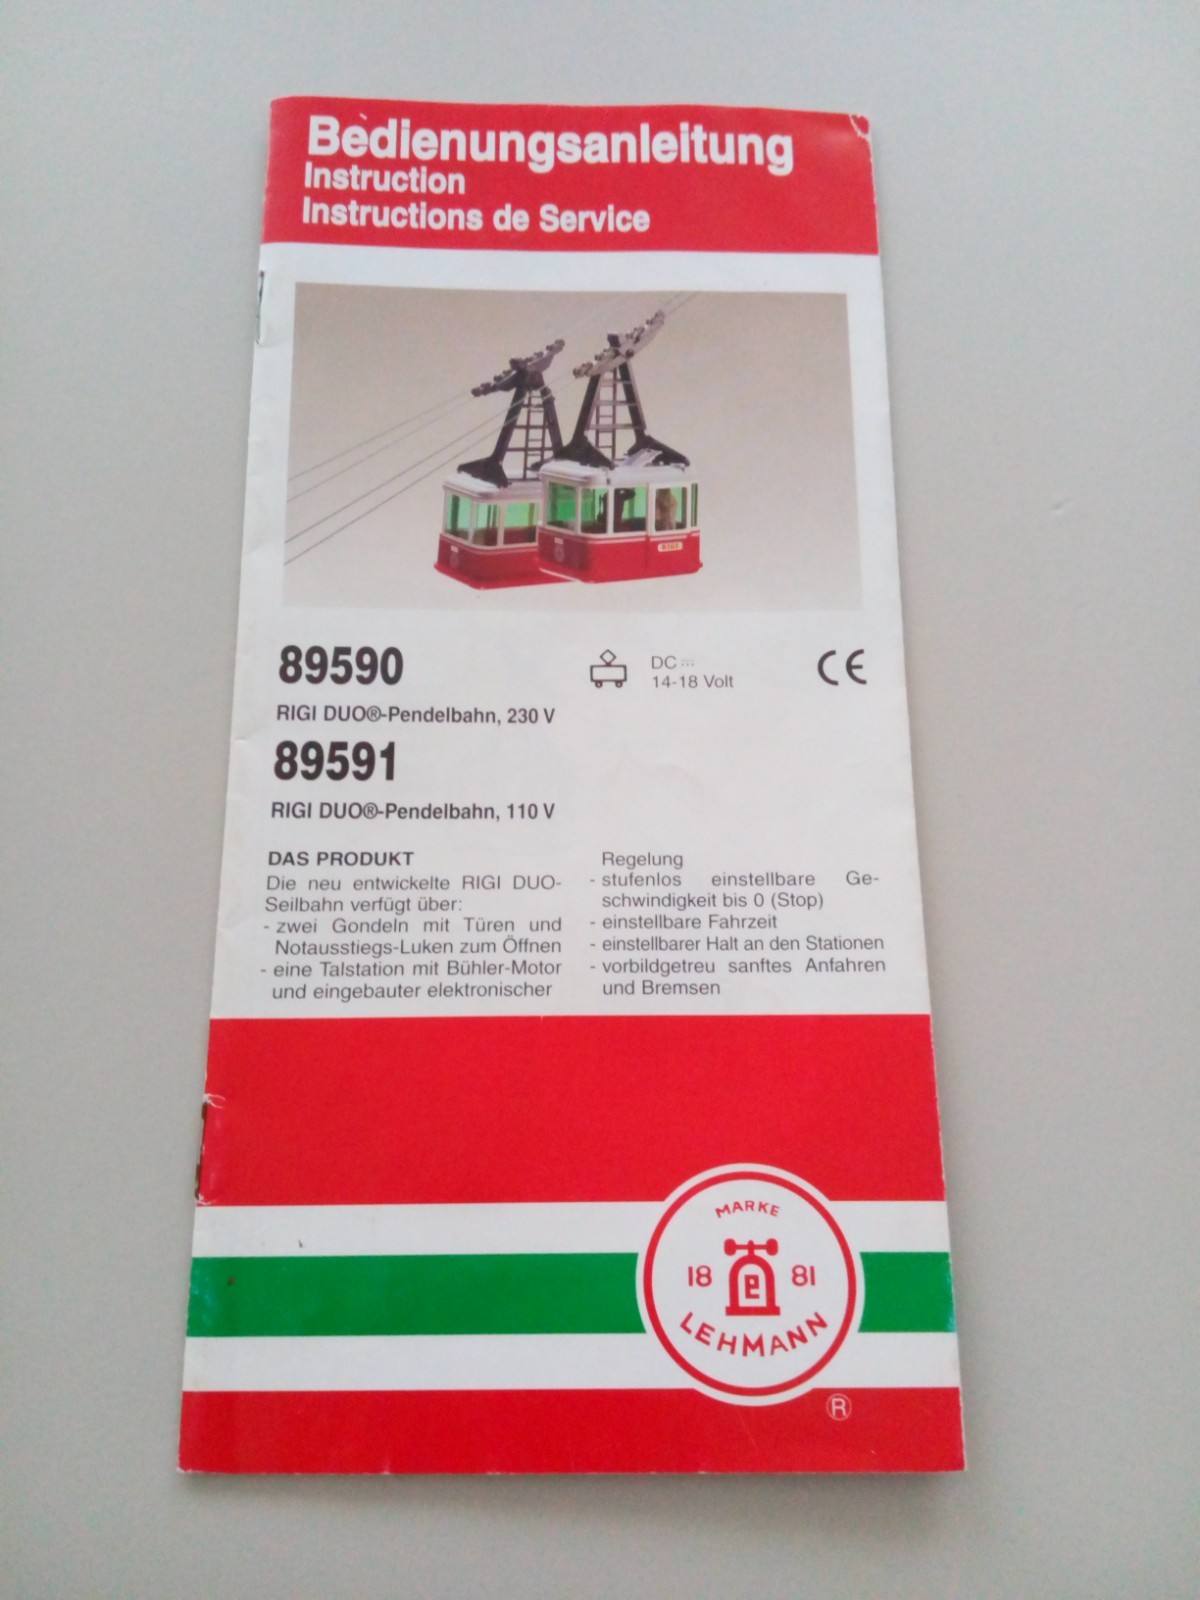 Bedienungsanleitung
Instruction
Instructions de Service
RIGI
89590
DC
14-18 Volt
CE
RIGI DUO®-Pendelbahn, 230 V
89591
RIGI DUO®-Pendelbahn, 110 V
DAS PRODUKT
Die neu entwickelte RIGI DUO-
Seilbahn verfügt über:
- zwei Gondeln mit Türen und
Notausstiegs-Luken zum Öffnen
- eine Talstation mit Bühler-Motor
und eingebauter elektronischer
Regelung
- stufenlos einstellbare Ge-
schwindigkeit bis 0 (Stop)
- einstellbare Fahrzeit
- einstellbarer Halt an den Stationen
- vorbildgetreu sanftes Anfahren
und Bremsen
MARKE
18 e 81
LEHMANN
®